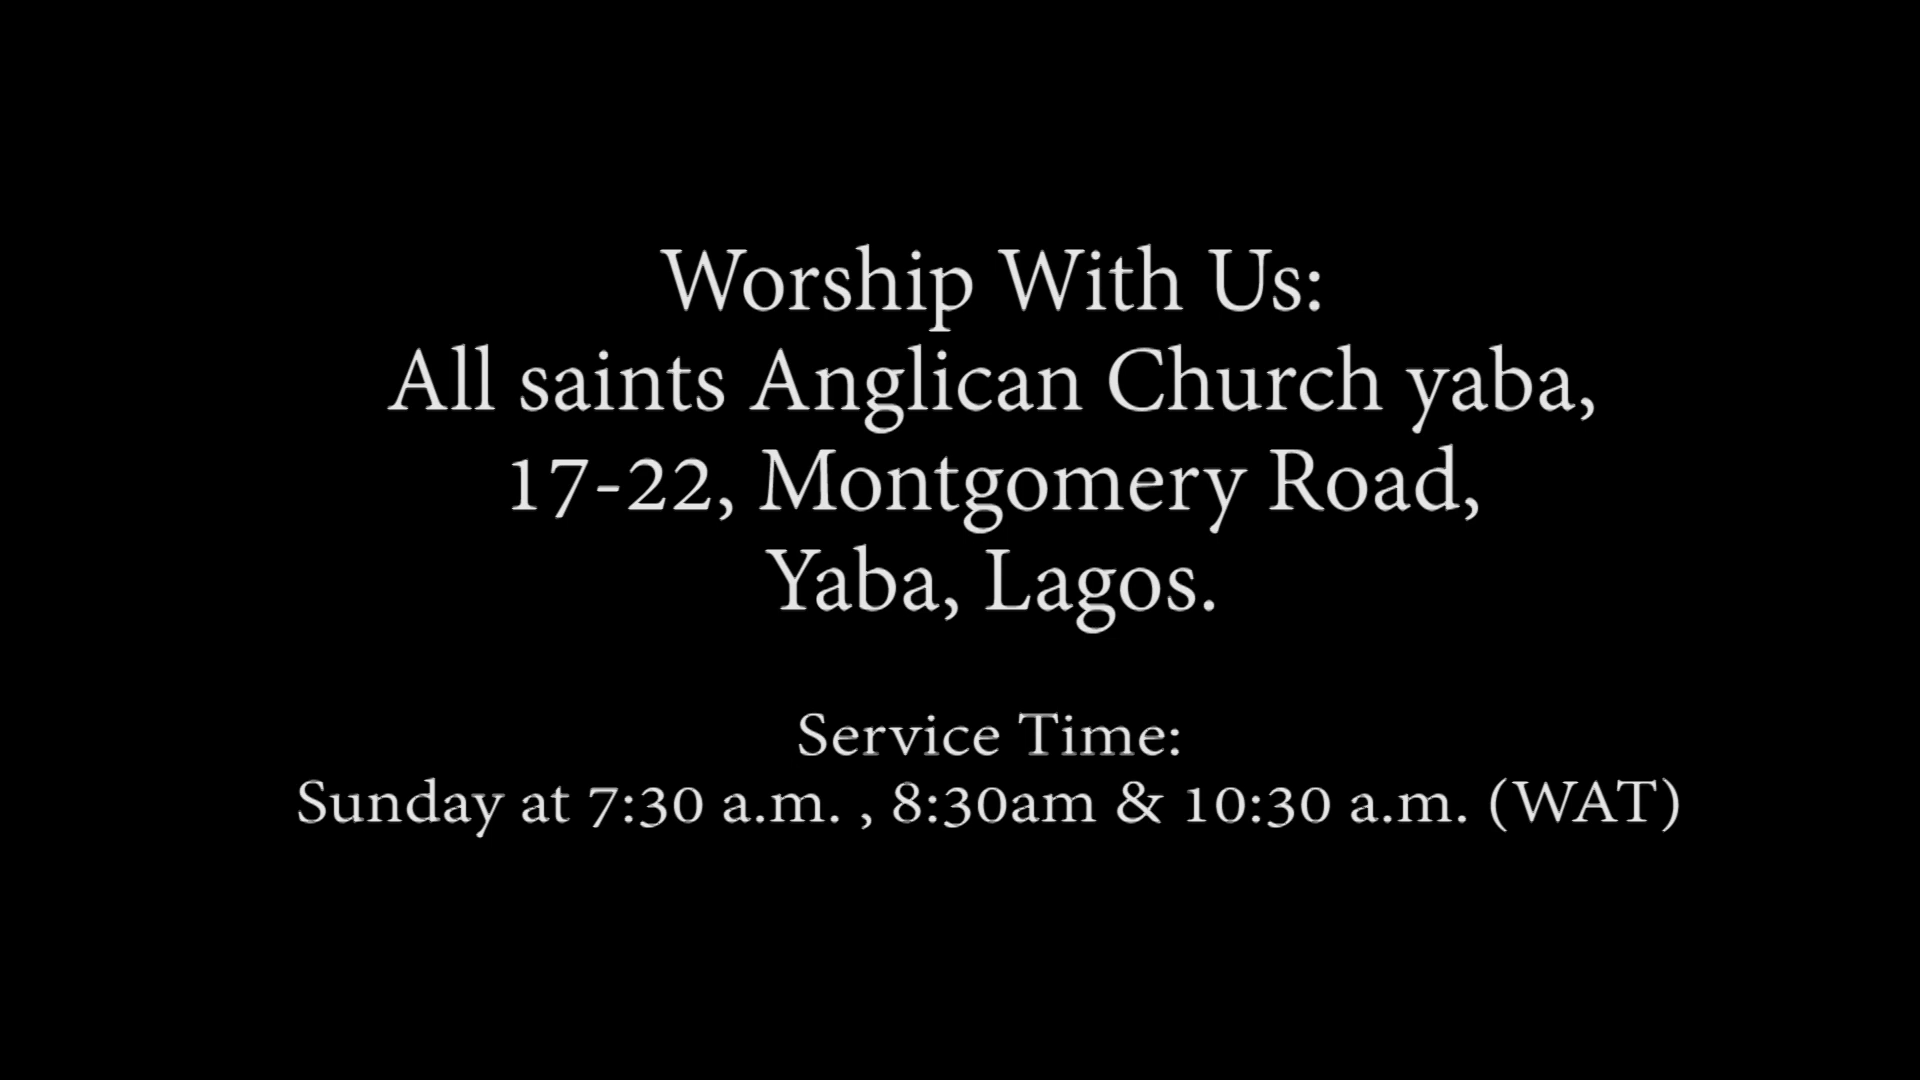 Worship With Us:
All saints Anglican Church yaba,
17-22, Montgomery Road,
Yaba, Lagos.
Service Time:
Sunday at 7:30 a.m. , 8:30am & 10:30 a.m. (WAT)